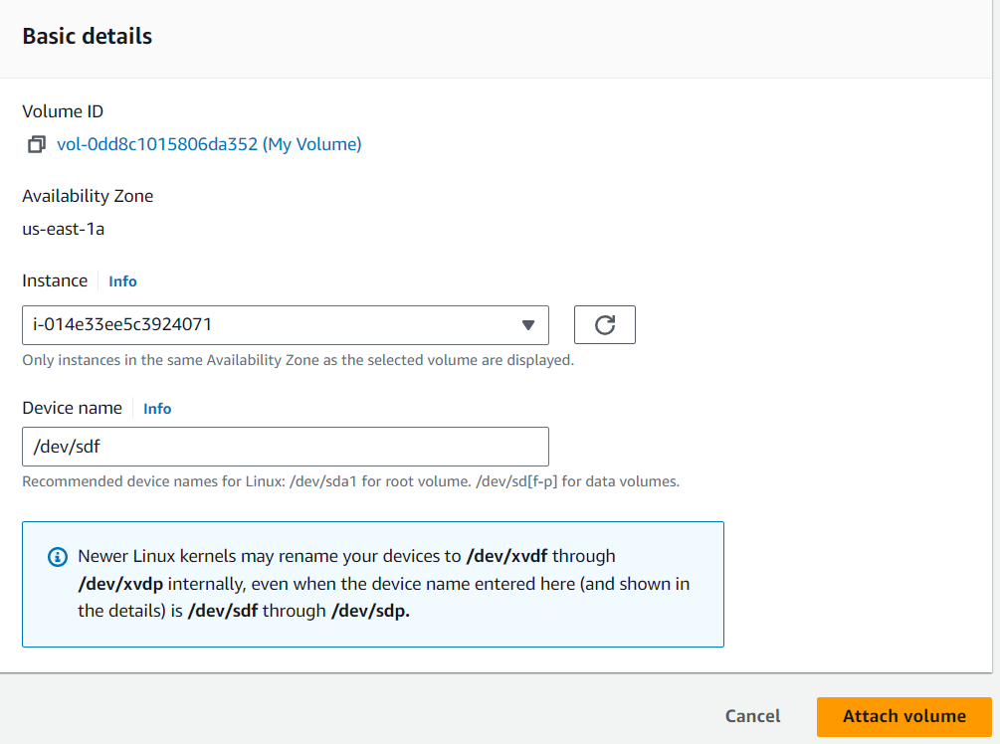 Basic details
Volume ID
vol-0dd8c1015806da352 (My Volume)
Availability Zone
us-east-1a
Instance Info
i-014e33ee5c3924071
Only instances in the same Availability Zone as the selected volume are displayed.
Device name Info
/dev/sdf
Recommended device names for Linux: /dev/sda1 for root volume. /dev/sd[f-p] for data volumes.
Newer Linux kernels may rename your devices to /dev/xvdf through
/dev/xvdp internally, even when the device name entered here (and shown in
the details) is /dev/sdf through /dev/sdp.
Cancel Attach volume